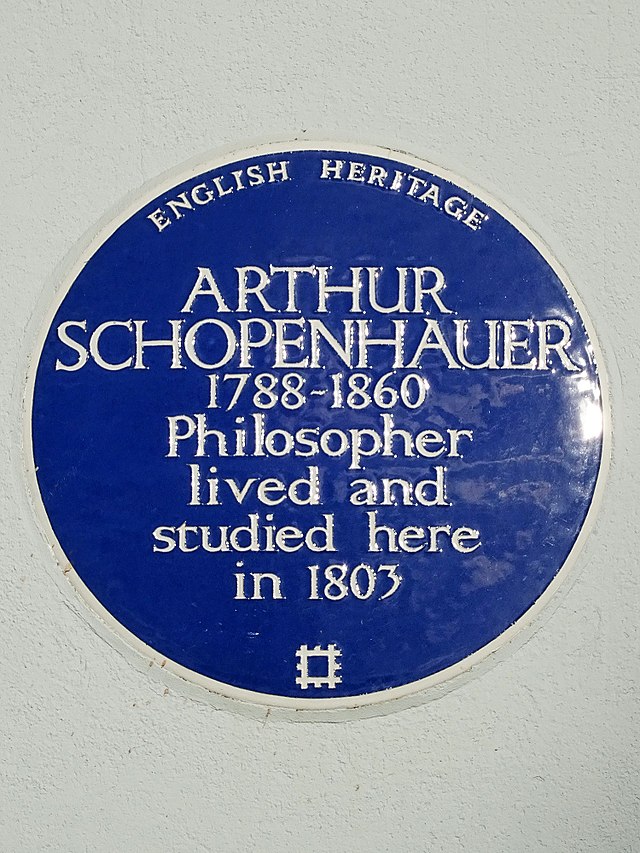 ENGLISH HERITAGE
ARTHUR
SCHOPENHAUER
1788-1860
Philosopher
lived and
studied here
in 1803